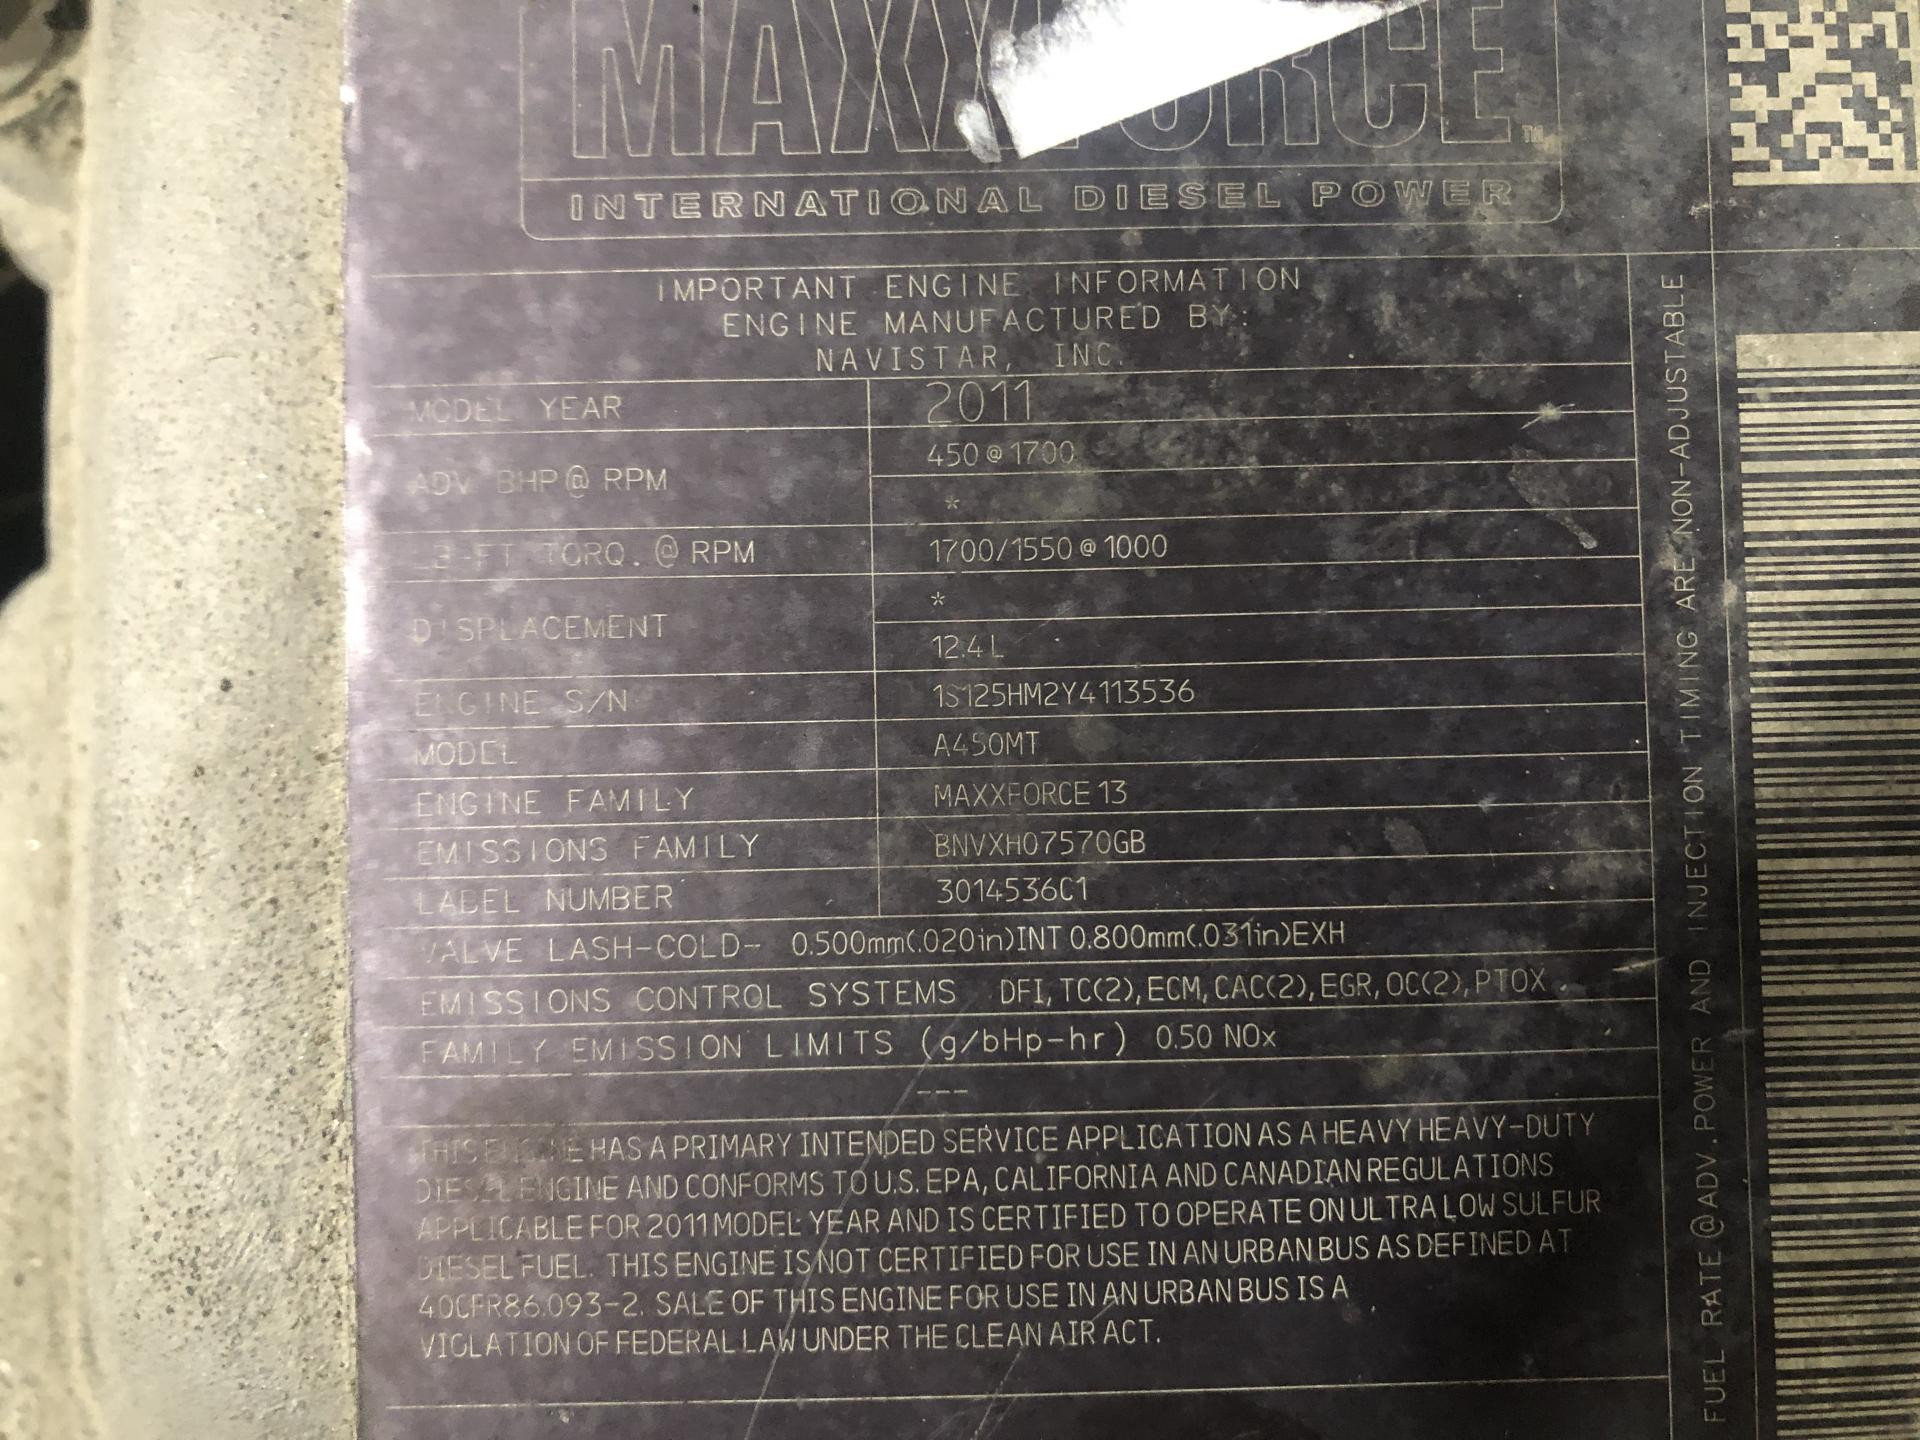 MAXXFORCE TM
INTERNATIONAL DIESEL POWER
IMPORTANT ENGINE INFORMATION
ENGINE MANUFACTURED BY:
NAVISTAR, INC.
MODEL YEAR 2011
ADV BHP@ RPM 450@1700
*
LB-FT TORQ. @ RPM 1700/1550@1000
*
DISPLACEMENT 12.4L
ENGINE S/N 1S125HM2Y4113536
MODEL A450MT
ENGINE FAMILY MAXXFORCE 13
EMISSIONS FAMILY BNVXH07570GB
LABEL NUMBER 3014536C1
VALVE LASH-COLD- 0.500mm(.020in)INT 0.800mm(.031in)EXH
EMISSIONS CONTROL SYSTEMS DFI, TC(2), ECM, CAC(2), EGR, OC(2), PTOX
FAMILY EMISSION LIMITS (g/bHp-hr) 0.50 NOx
---
THIS ENGINE HAS A PRIMARY INTENDED SERVICE APPLICATION AS A HEAVY HEAVY-DUTY
DIESEL ENGINE AND CONFORMS TO U.S. EPA, CALIFORNIA AND CANADIAN REGULATIONS
APPLICABLE FOR 2011 MODEL YEAR AND IS CERTIFIED TO OPERATE ON ULTRA LOW SULFUR
DIESEL FUEL. THIS ENGINE IS NOT CERTIFIED FOR USE IN AN URBAN BUS AS DEFINED AT
40CFR86.093-2. SALE OF THIS ENGINE FOR USE IN AN URBAN BUS IS A
VIOLATION OF FEDERAL LAW UNDER THE CLEAN AIR ACT.
FUEL RATE @ADV.POWER AND INJECTION TIMING ARE NON-ADJUSTABLE